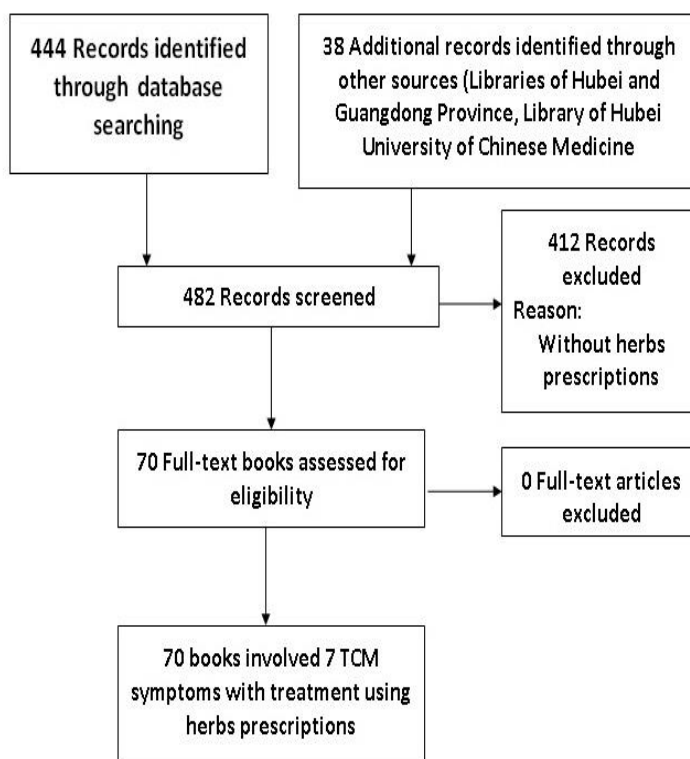 444 Records identified
through database
searching
38 Additional records identified through
other sources (Libraries of Hubei and
Guangdong Province, Library of Hubei
University of Chinese Medicine
412 Records
excluded
Reason:
Without herbs
prescriptions
482 Records screened
70 Full-text books assessed for
eligibility
0 Full-text articles
excluded
70 books involved 7 TCM
symptoms with treatment using
herbs prescriptions